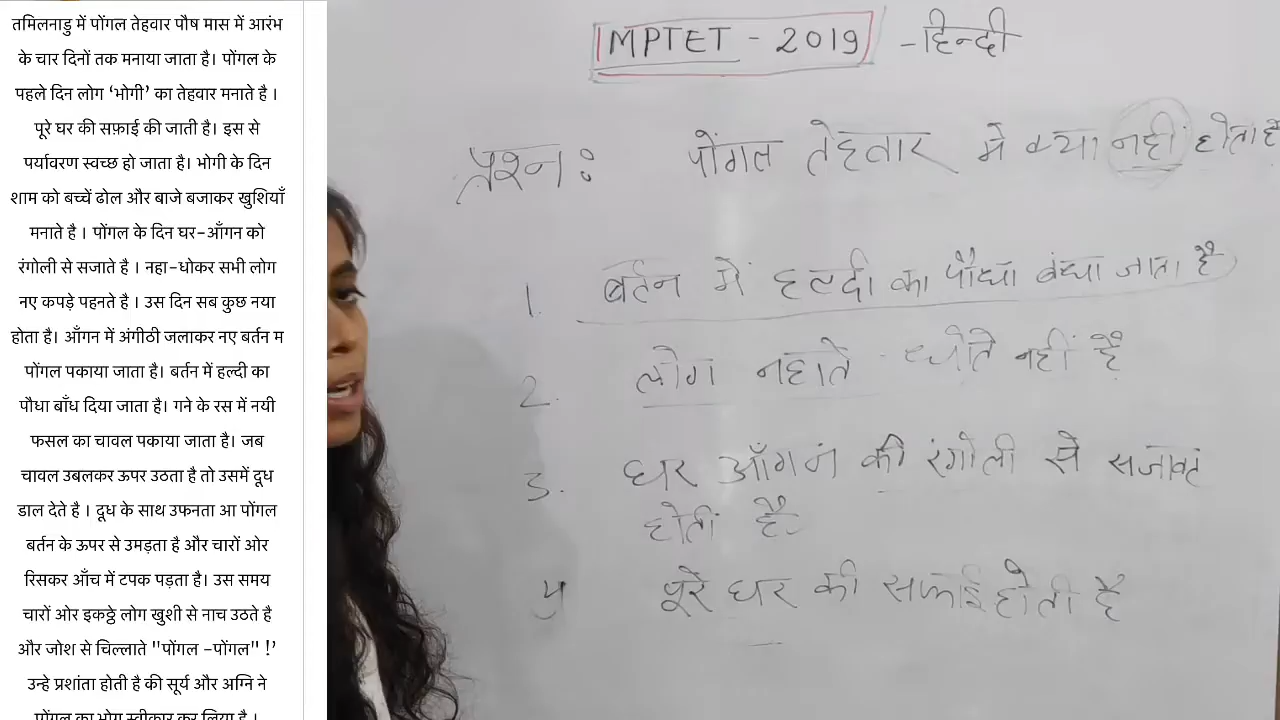 तमिलनाडु में पोंगल तेहवार पौष मास में आरंभ
के चार दिनों तक मनाया जाता है। पोंगल के
पहले दिन लोग ‘भोगी’ का तेहवार मनाते है ।
पूरे घर की सफ़ाई की जाती है। इस से
पर्यावरण स्वच्छ हो जाता है। भोगी के दिन
शाम को बच्चें ढोल और बाजे बजाकर खुशियाँ
मनाते है । पोंगल के दिन घर-आँगन को
रंगोली से सजाते है । नहा-धोकर सभी लोग
नए कपड़े पहनते है । उस दिन सब कुछ नया
होता है। आँगन में अंगीठी जलाकर नए बर्तन म
पोंगल पकाया जाता है। बर्तन में हल्दी का
पौधा बाँध दिया जाता है। गने के रस में नयी
फसल का चावल पकाया जाता है। जब
चावल उबलकर ऊपर उठता है तो उसमें दूध
डाल देते है । दूध के साथ उफनता आ पोंगल
बर्तन के ऊपर से उमड़ता है और चारों ओर
रिसकर आँच में टपक पड़ता है। उस समय
चारों ओर इकठ्ठे लोग खुशी से नाच उठते है
और जोश से चिल्लाते "पोंगल -पोंगल" !’
उन्हे प्रशांता होती है की सूर्य और अग्नि ने
पोंगल का भोग स्वीकार कर लिया है ।
MPTET - 2019 - हिन्दी
प्रश्न: पोंगल तेहवार मे क्या नहीं होता है
1. बर्तन में हल्दी का पौधा बंधा जाता है
2. लोग नहाते - धोते नहीं है
3. घर आँगन की रंगोली से सजावट
होती है
4 पूरे घर की सफाई होती है